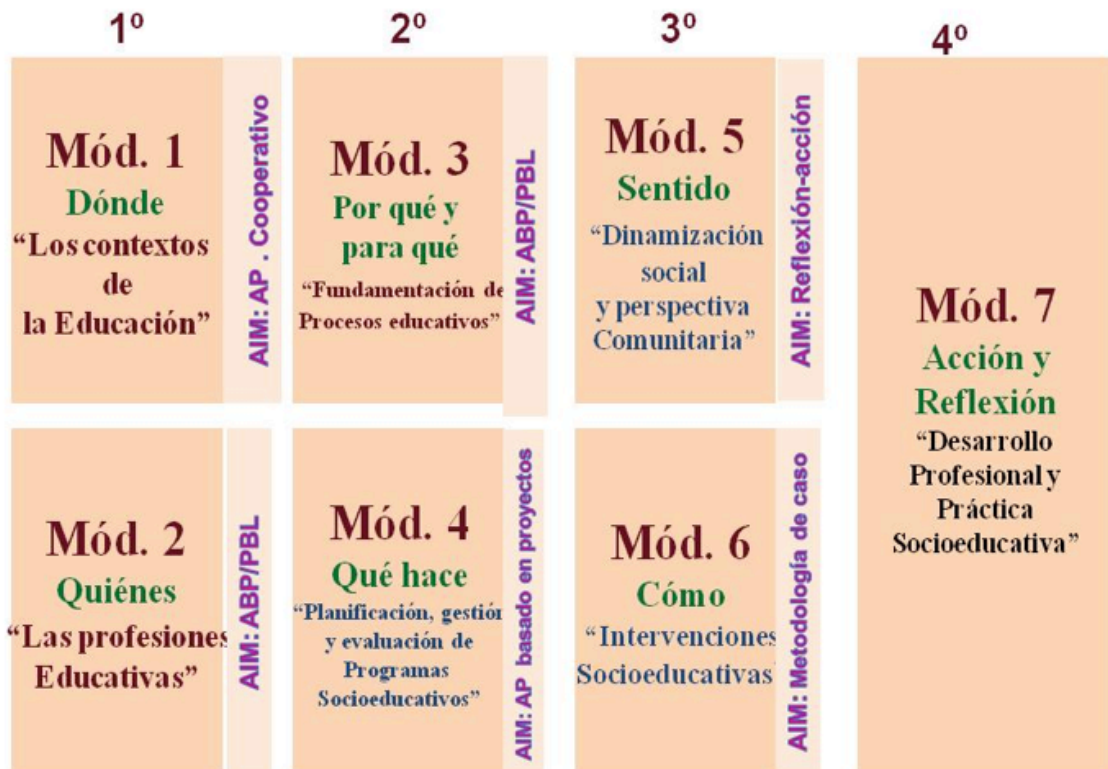 1º
2º
3º
4º
Mód. 1
Dónde
“Los contextos
de
la Educación”
AIM: AP . Cooperativo
Mód. 3
Por qué y
para qué
“Fundamentación de
Procesos educativos”
AIM: ABP/PBL
Mód. 5
Sentido
“Dinamización
social
y perspectiva
Comunitaria”
AIM: Reflexión-acción
Mód. 7
Acción y
Reflexión
“Desarrollo
Profesional y
Práctica
Socioeducativa”
Mód. 2
Quiénes
“Las profesiones
Educativas”
AIM: ABP/PBL
Mód. 4
Qué hace
“Planificación, gestión
y evaluación de
Programas
Socioeducativos”
AIM: AP basado en proyectos
Mód. 6
Cómo
“Intervenciones
Socioeducativas”
AIM: Metodología de caso